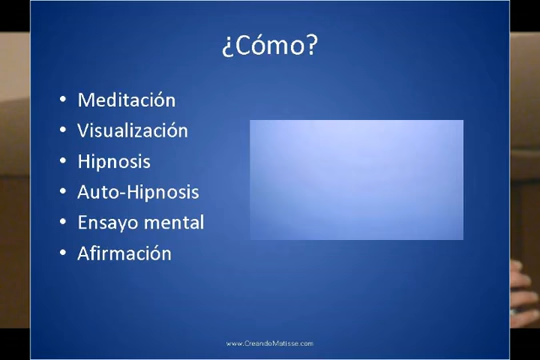 ¿Cómo?
• Meditación
• Visualización
• Hipnosis
• Auto-Hipnosis
• Ensayo mental
• Afirmación
www.CreandoMatisse.com